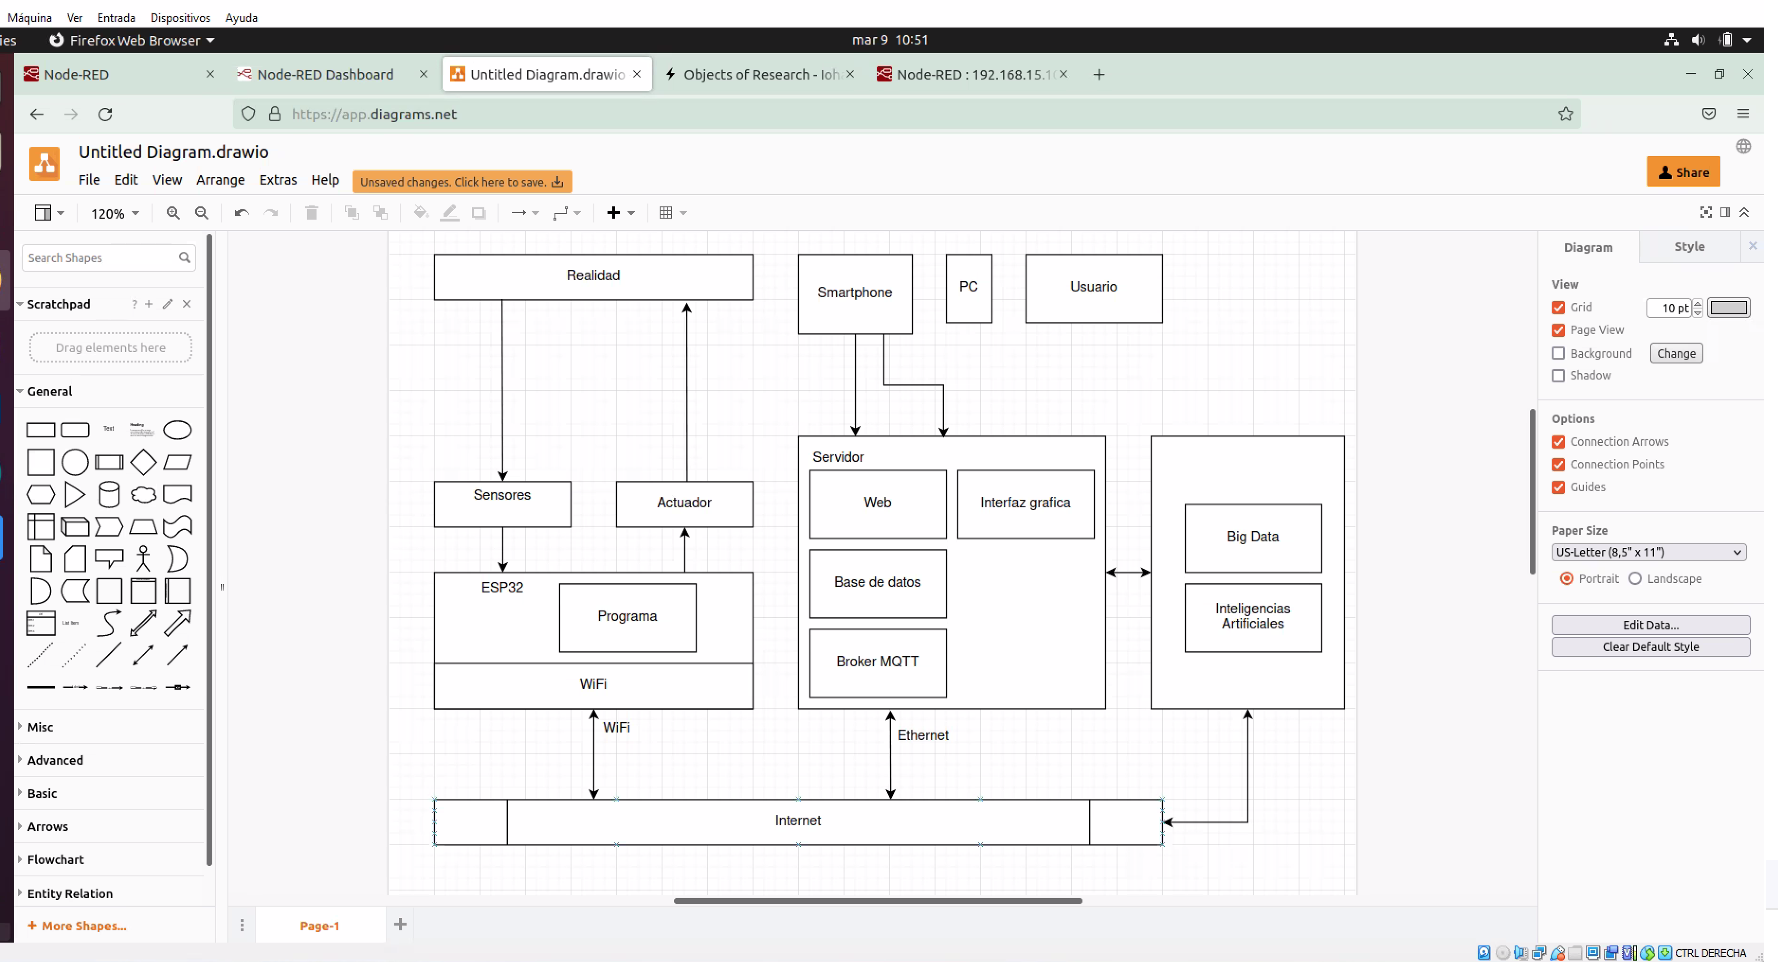 Máquina Ver Entrada Dispositivos Ayuda
ies Firefox Web Browser mar 9 10:51
Node-RED × Node-RED Dashboard × Untitled Diagram.drawio × Objects of Research - Ioh × Node-RED : 192.168.15.10 × +
https://app.diagrams.net
Untitled Diagram.drawio
File Edit View Arrange Extras Help Unsaved changes. Click here to save.
Share
120%
Search Shapes
Scratchpad ? + ×
Drag elements here
General
Text
Heading
List Item
Misc
Advanced
Basic
Arrows
Flowchart
Entity Relation
+ More Shapes...
Realidad
Smartphone
PC
Usuario
Sensores
Actuador
Servidor
Web
Interfaz grafica
Big Data
ESP32
Programa
Base de datos
Inteligencias
Artificiales
Broker MQTT
WiFi
WiFi
Ethernet
Internet
Page-1
Diagram Style
View
Grid 10 pt
Page View
Background Change
Shadow
Options
Connection Arrows
Connection Points
Guides
Paper Size
US-Letter (8,5" x 11")
Portrait Landscape
Edit Data...
Clear Default Style
CTRL DERECHA